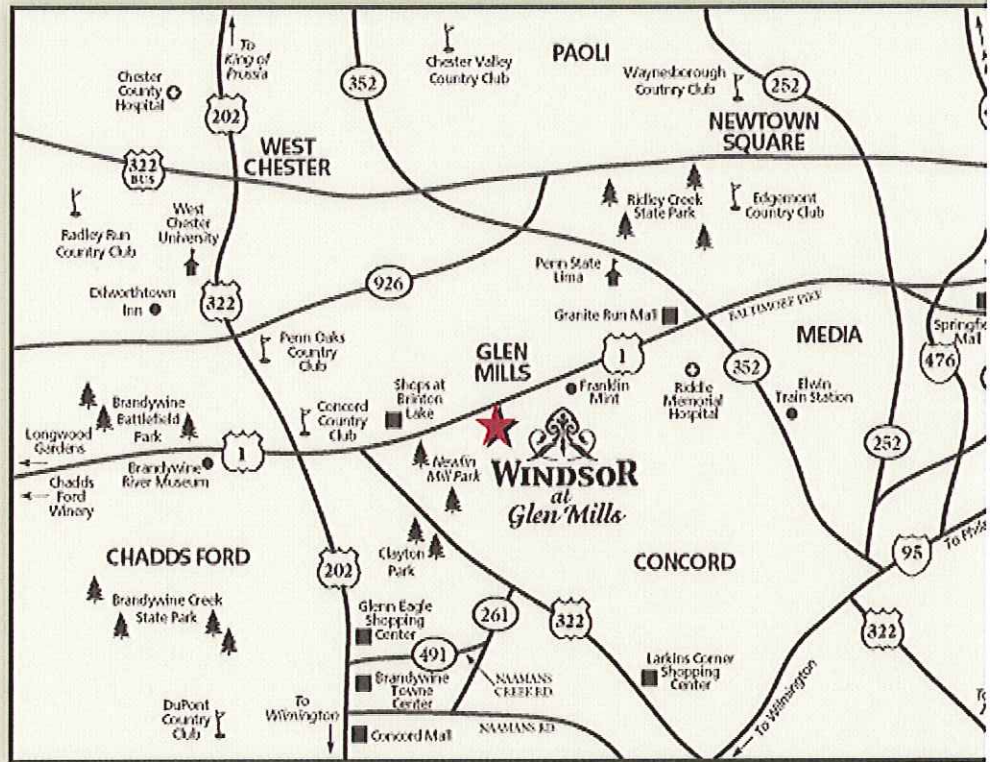 To
King of
Prussia
Chester Valley
Country Club
PAOLI
Chester
County
Hospital
352
Waynesborough
Country Club
252
202
NEWTOWN
SQUARE
WEST
CHESTER
322
BUS
Radley Run
Country Club
West
Chester
University
Ridley Creek
State Park
Edgemont
Country Club
Dilworthtown
Inn
322
926
Penn State
Lima
Granite Run Mall
BALTIMORE PIKE
MEDIA
Penn Oaks
Country
Club
GLEN
MILLS
1
352
476
Shops at
Brinton
Lake
Franklin
Mint
Riddle
Memorial
Hospital
Elwin
Train Station
Brandywine
Battlefield
Park
Concord
Country
Club
Longwood
Gardens
1
Chadds
Ford
Winery
Brandywine
River Museum
Newlin
Mill Park
WINDSOR
at
Glen Mills
252
CHADDS FORD
202
Clayton
Park
CONCORD
95
Brandywine Creek
State Park
Glenn Eagle
Shopping
Center
261
322
322
491
NAAMANS
CREEK RD
Brandywine
Towne
Center
Larkins Corner
Shopping
Center
DuPont
Country
Club
To
Wilmington
Concord Mall
NAAMANS RD
To Wilmington